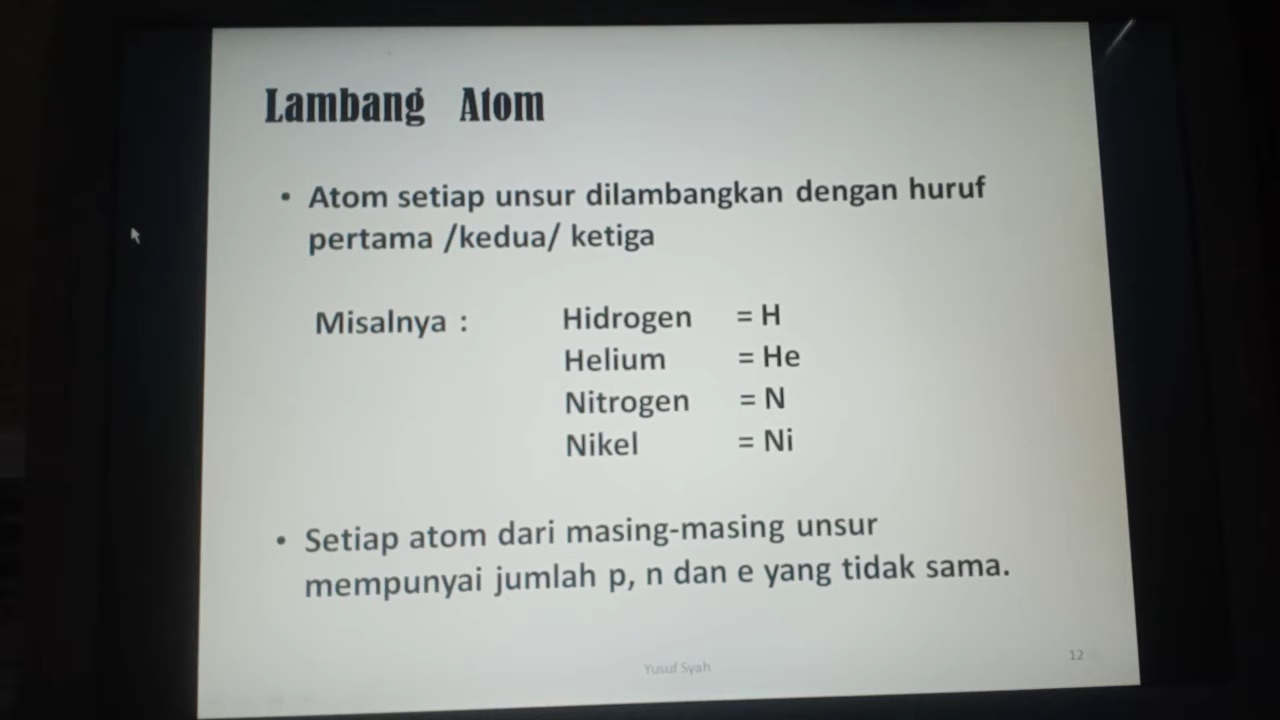 Lambang Atom
• Atom setiap unsur dilambangkan dengan huruf
pertama /kedua/ ketiga
Misalnya : Hidrogen = H
Helium = He
Nitrogen = N
Nikel = Ni
• Setiap atom dari masing-masing unsur
mempunyai jumlah p, n dan e yang tidak sama.
Yusuf Syah
12